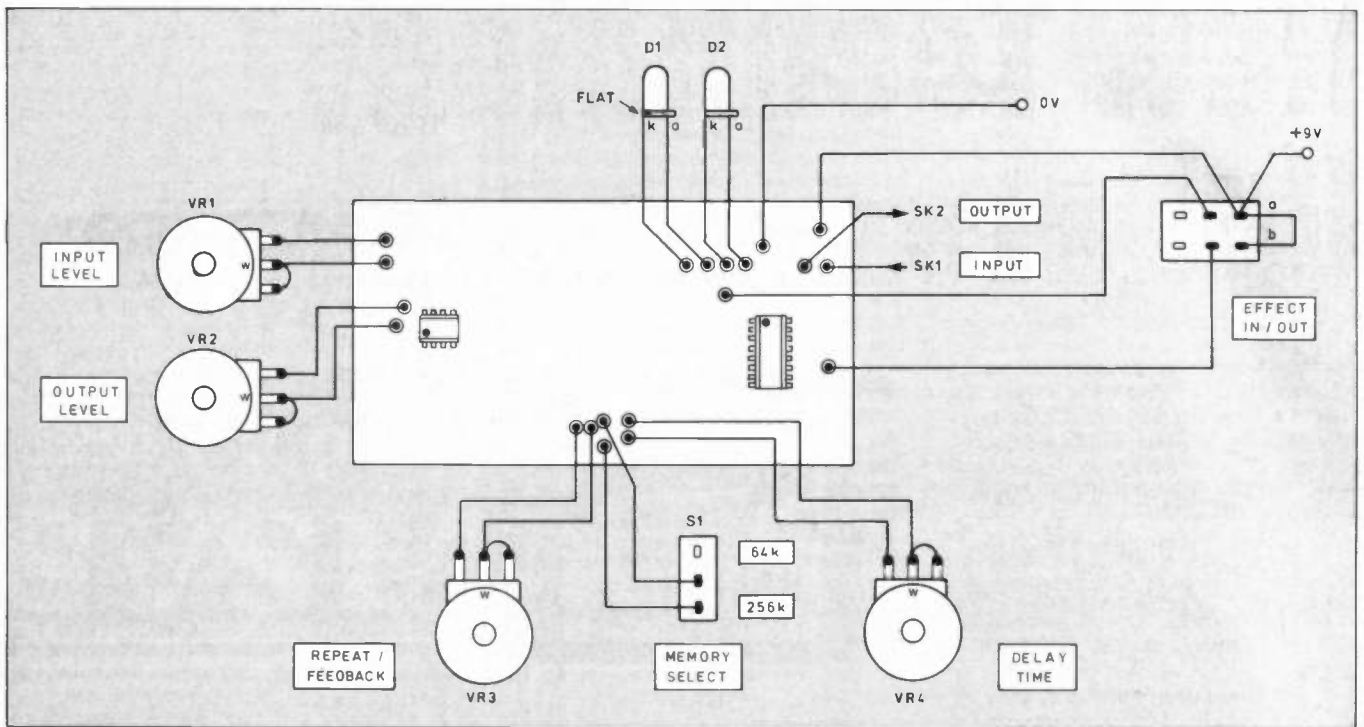 D1
D2
FLAT
k
a
k
a
0V
+9V
VR1
INPUT
LEVEL
W
SK2
OUTPUT
SK1
INPUT
a
b
EFFECT
IN / OUT
VR2
OUTPUT
LEVEL
W
S1
64k
256k
W
W
REPEAT /
FEEDBACK
VR3
MEMORY
SELECT
VR4
DELAY
TIME